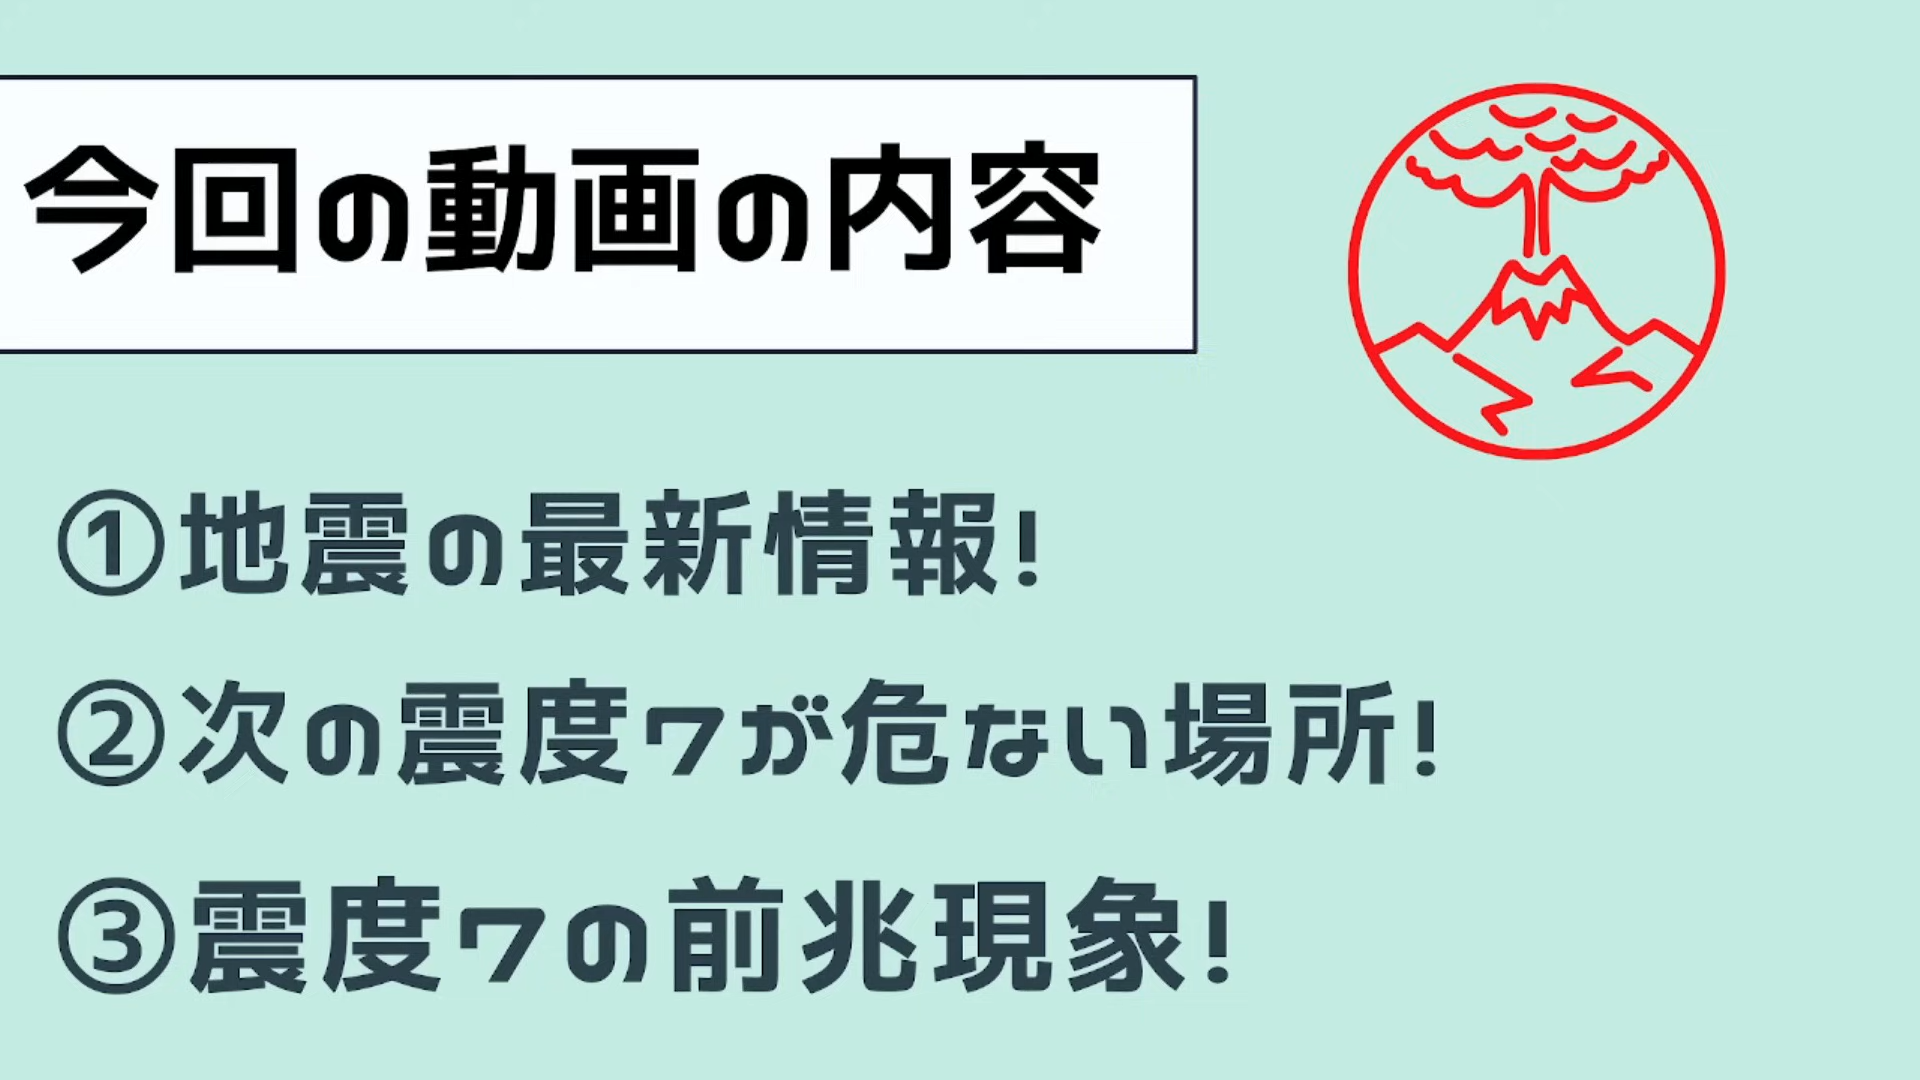 今回の動画の内容
①地震の最新情報!
②次の震度7が危ない場所!
③震度7の前兆現象!